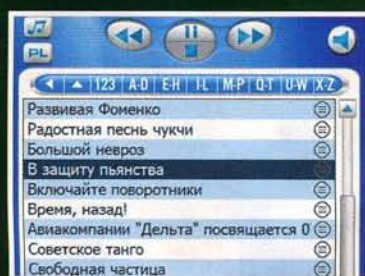 PL
123 A-D E-H I-L M-P Q-T U-W X-Z
Развивая Фоменко
Радостная песнь чукчи
Большой невроз
В защиту пьянства
Включайте поворотники
Время, назад!
Авиакомпании "Дельта" посвящается
Советское танго
Свободная частица